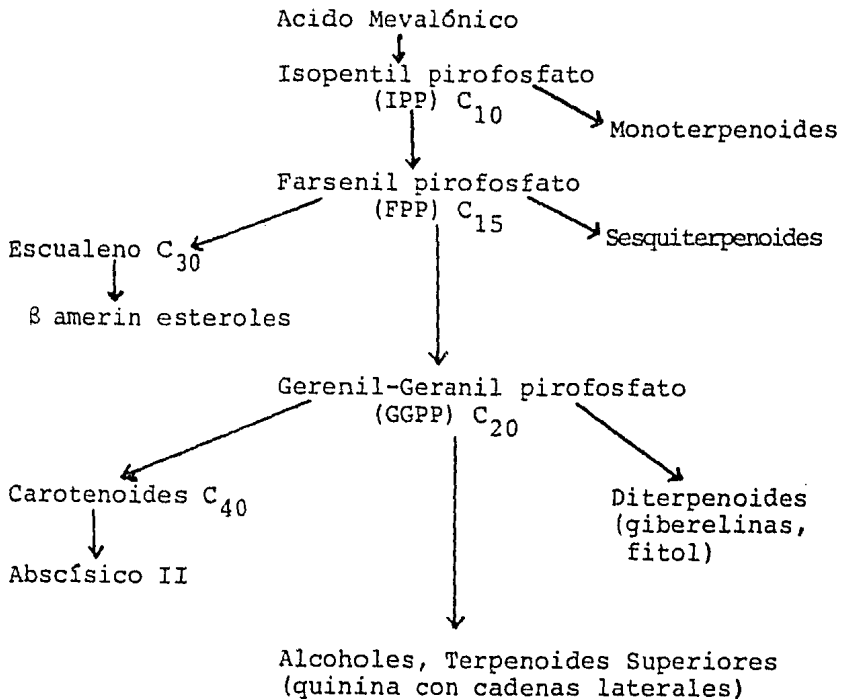 Acido Mevalónico
Isopentil pirofosfato
(IPP) C10
Monoterpenoides
Farsenil pirofosfato
(FPP) C15
Sesquiterpenoides
Escualeno C30
β amerin esteroles
Gerenil-Geranil pirofosfato
(GGPP) C20
Carotenoides C40
Diterpenoides
(giberelinas,
fitol)
Abscísico II
Alcoholes, Terpenoides Superiores
(quinina con cadenas laterales)